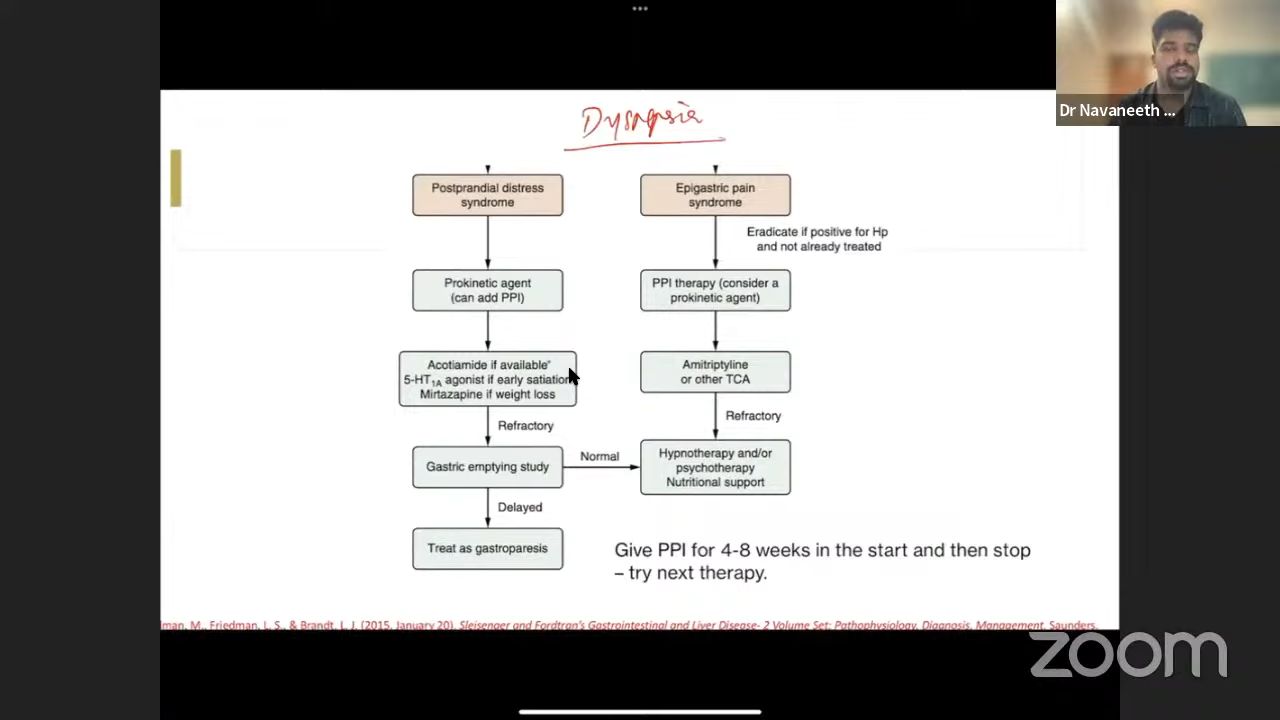 Dr Navaneeth ...
Dyspepsia
Postprandial distress
syndrome
Epigastric pain
syndrome
Eradicate if positive for Hp
and not already treated
Prokinetic agent
(can add PPI)
PPI therapy (consider a
prokinetic agent)
Acotiamide if available*
5-HT1A agonist if early satiation
Mirtazapine if weight loss
Amitriptyline
or other TCA
Refractory
Refractory
Gastric emptying study
Normal
Hypnotherapy and/or
psychotherapy
Nutritional support
Delayed
Treat as gastroparesis
Give PPI for 4-8 weeks in the start and then stop
– try next therapy.
lman, M., Friedman, L. S., & Brandt, L. J. (2015, January 20). Sleisenger and Fordtran's Gastrointestinal and Liver Disease- 2 Volume Set: Pathophysiology, Diagnosis, Management. Saunders.
zoom